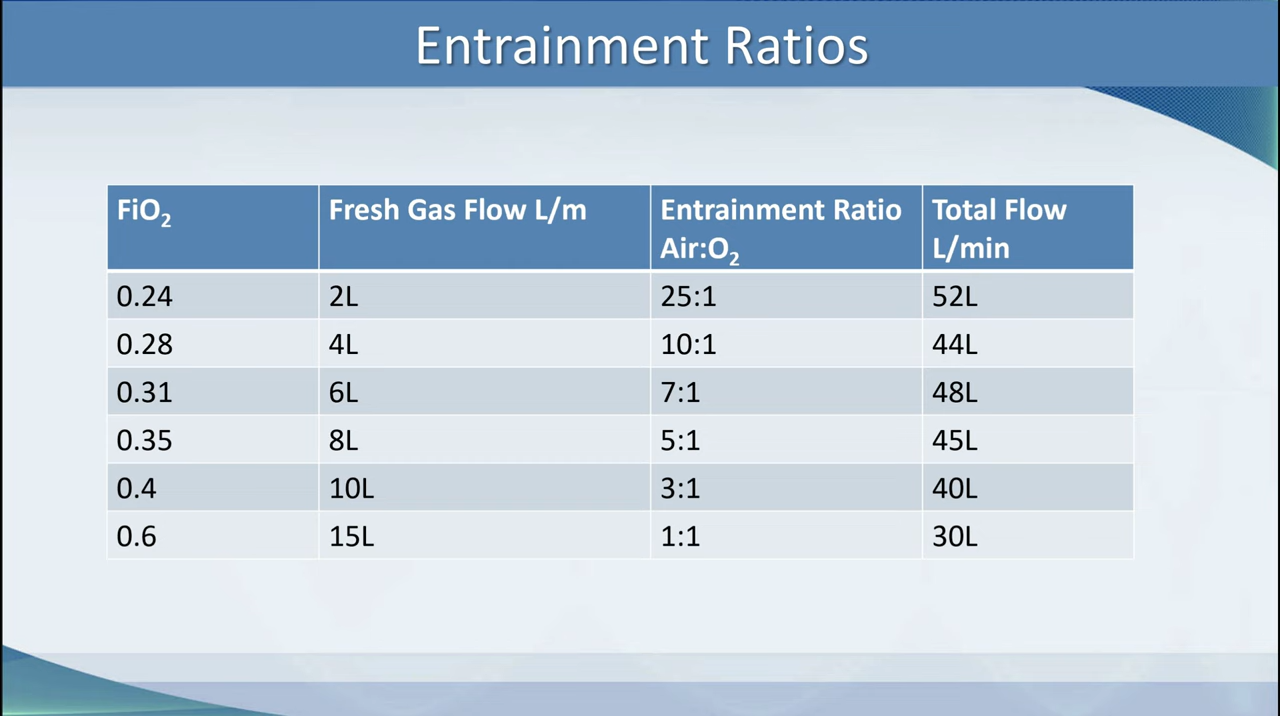 Entrainment Ratios
FiO2 Fresh Gas Flow L/m Entrainment Ratio Air:O2 Total Flow L/min
0.24 2L 25:1 52L
0.28 4L 10:1 44L
0.31 6L 7:1 48L
0.35 8L 5:1 45L
0.4 10L 3:1 40L
0.6 15L 1:1 30L